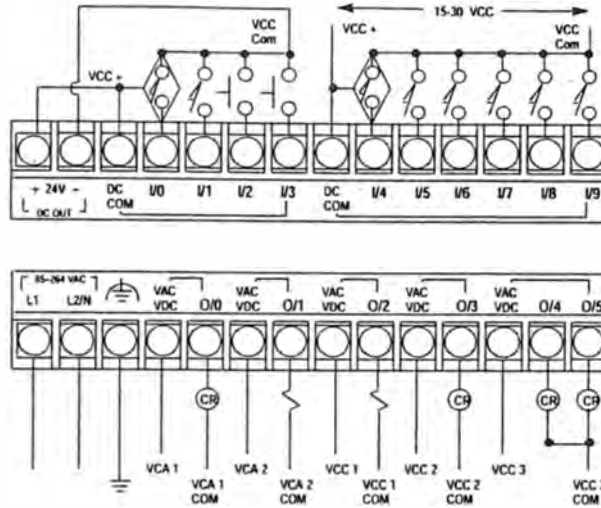 15-30 VCC
VCC Com
VCC +
VCC Com
VCC +
+ 24V -
DC OUT
DC COM
I/0
I/1
I/2
I/3
DC COM
I/4
I/5
I/6
I/7
I/8
I/9
85-264 VAC
L1
L2/N
VAC VDC
O/0
VAC VDC
O/1
VAC VDC
O/2
VAC VDC
O/3
VAC VDC
O/4
O/5
CR
CR
CR
CR
VCA 1
VCA 1 COM
VCA 2
VCA 2 COM
VCC 1
VCC 1 COM
VCC 2
VCC 2 COM
VCC 3
VCC
COM